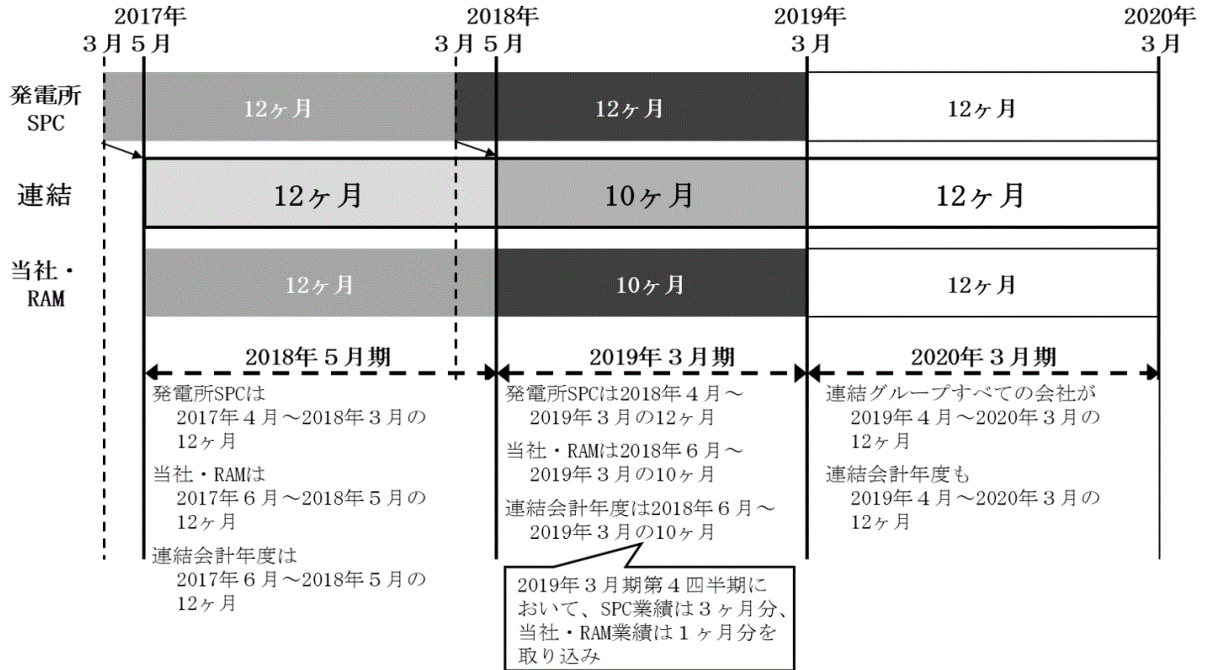 2017年
３月５月
2018年
３月５月
2019年
３月
2020年
３月
発電所
SPC
12ヶ月
12ヶ月
12ヶ月
連結
12ヶ月
10ヶ月
12ヶ月
当社・
RAM
12ヶ月
10ヶ月
12ヶ月
2018年５月期
2019年３月期
2020年３月期
発電所SPCは
2017年４月～2018年３月の
12ヶ月
当社・RAMは
2017年６月～2018年５月の
12ヶ月
連結会計年度は
2017年６月～2018年５月の
12ヶ月
発電所SPCは2018年４月～
2019年３月の12ヶ月
当社・RAMは2018年６月～
2019年３月の10ヶ月
連結会計年度は2018年６月～
2019年３月の10ヶ月
2019年３月期第４四半期に
おいて、SPC業績は３ヶ月分、
当社・RAM業績は１ヶ月分を
取り込み
連結グループすべての会社が
2019年４月～2020年３月の
12ヶ月
連結会計年度も
2019年４月～2020年３月の
12ヶ月